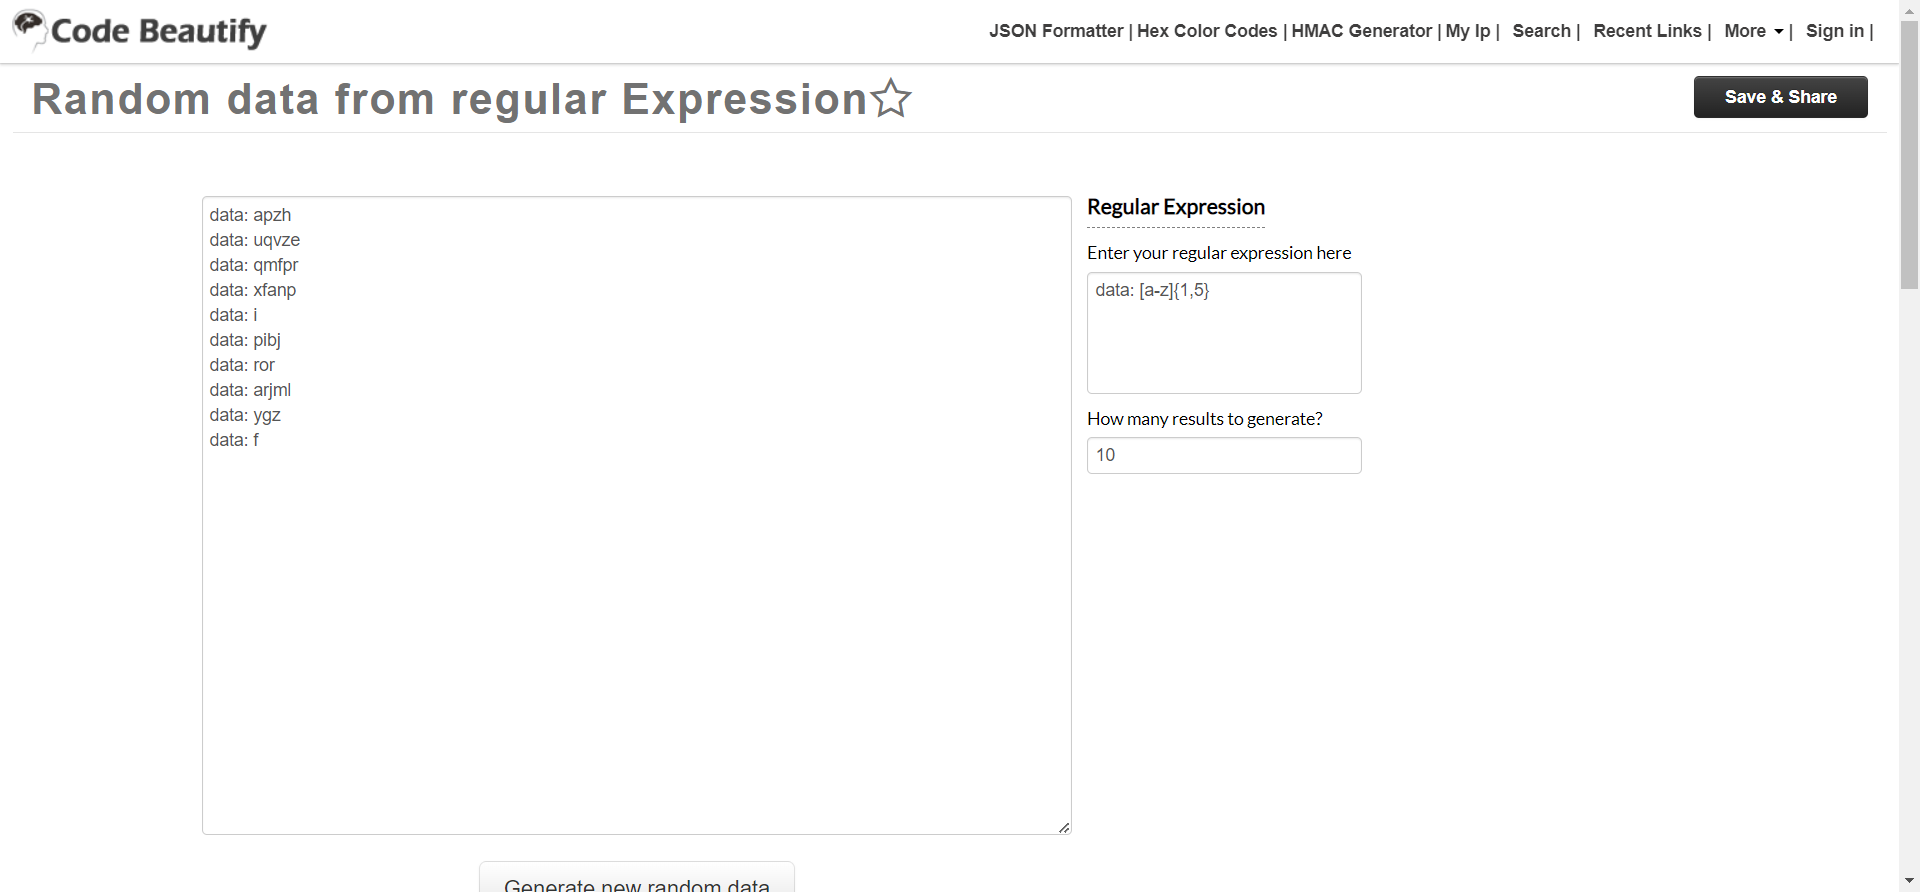 Code Beautify
JSON Formatter | Hex Color Codes | HMAC Generator | My Ip | Search | Recent Links | More | Sign in |
Random data from regular Expression
Save & Share
data: apzh
data: uqvze
data: qmfpr
data: xfanp
data: i
data: pibj
data: ror
data: arjml
data: ygz
data: f
Regular Expression
Enter your regular expression here
data: [a-z]{1,5}
How many results to generate?
10
Generate new random data